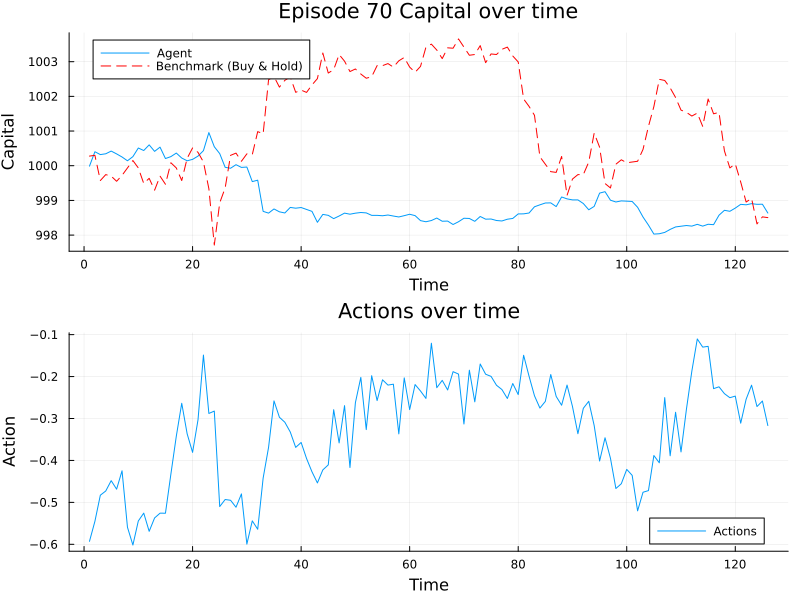 Episode 70 Capital over time
Agent
Benchmark (Buy & Hold)
Capital
1003
1002
1001
1000
999
998
0 20 40 60 80 100 120
Time
Actions over time
Action
−0.1
−0.2
−0.3
−0.4
−0.5
−0.6
Actions
0 20 40 60 80 100 120
Time